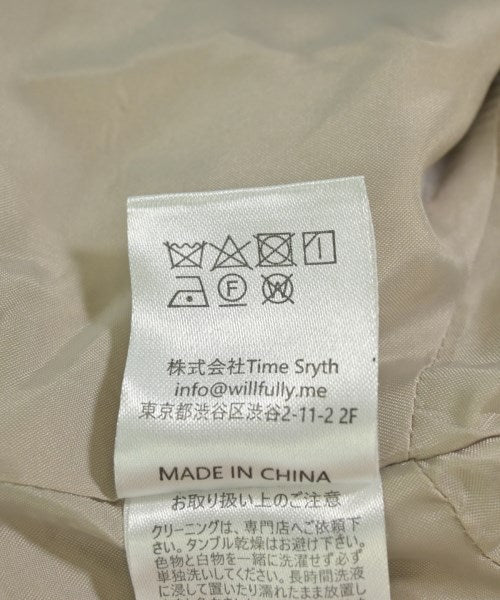 F W
株式会社Time Sryth
info@willfully.me
東京都渋谷区渋谷2-11-2 2F
MADE IN CHINA
お取り扱い上のご注意
クリーニングは、専門店へご依頼下
さい。タンブル乾燥はお避け下さい。
色物と白物を一緒に洗濯せず必ず
単独洗いしてください。長時間洗液
に浸して置いたり濡れたまま放置し